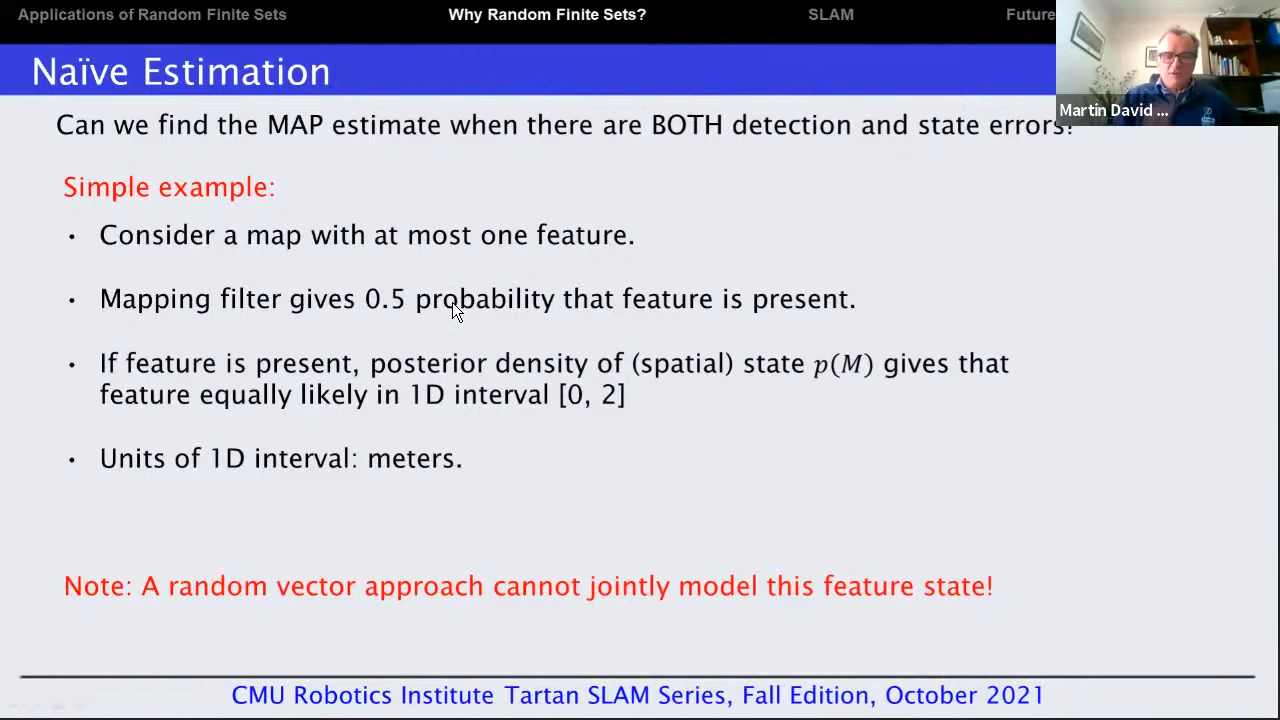 Applications of Random Finite Sets Why Random Finite Sets? SLAM Future
Naïve Estimation
Martin David ...
Can we find the MAP estimate when there are BOTH detection and state errors?
Simple example:
• Consider a map with at most one feature.
• Mapping filter gives 0.5 probability that feature is present.
• If feature is present, posterior density of (spatial) state p(M) gives that
feature equally likely in 1D interval [0, 2]
• Units of 1D interval: meters.
Note: A random vector approach cannot jointly model this feature state!
CMU Robotics Institute Tartan SLAM Series, Fall Edition, October 2021